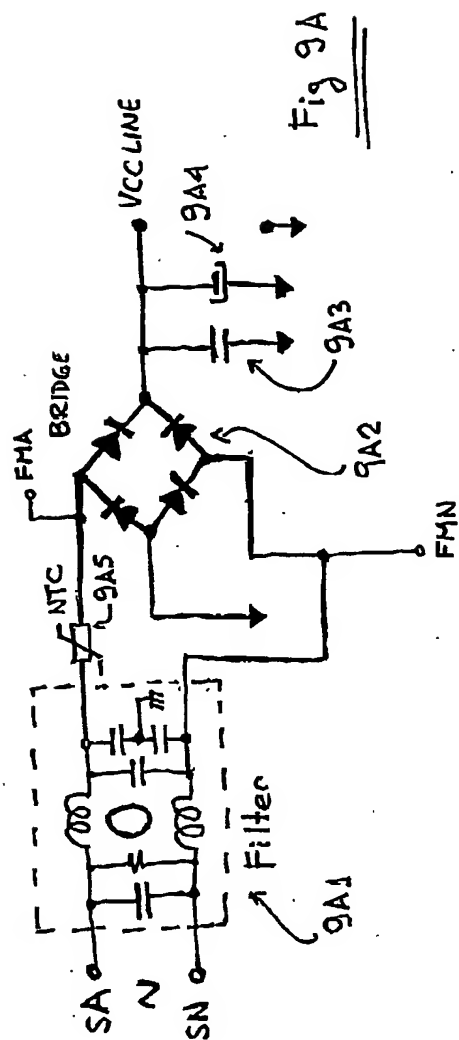 SA
~
SN
Filter
9A1
NTC
9A5
FMA
BRIDGE
9A2
FMN
VCC LINE
9A4
9A3
Fig 9A